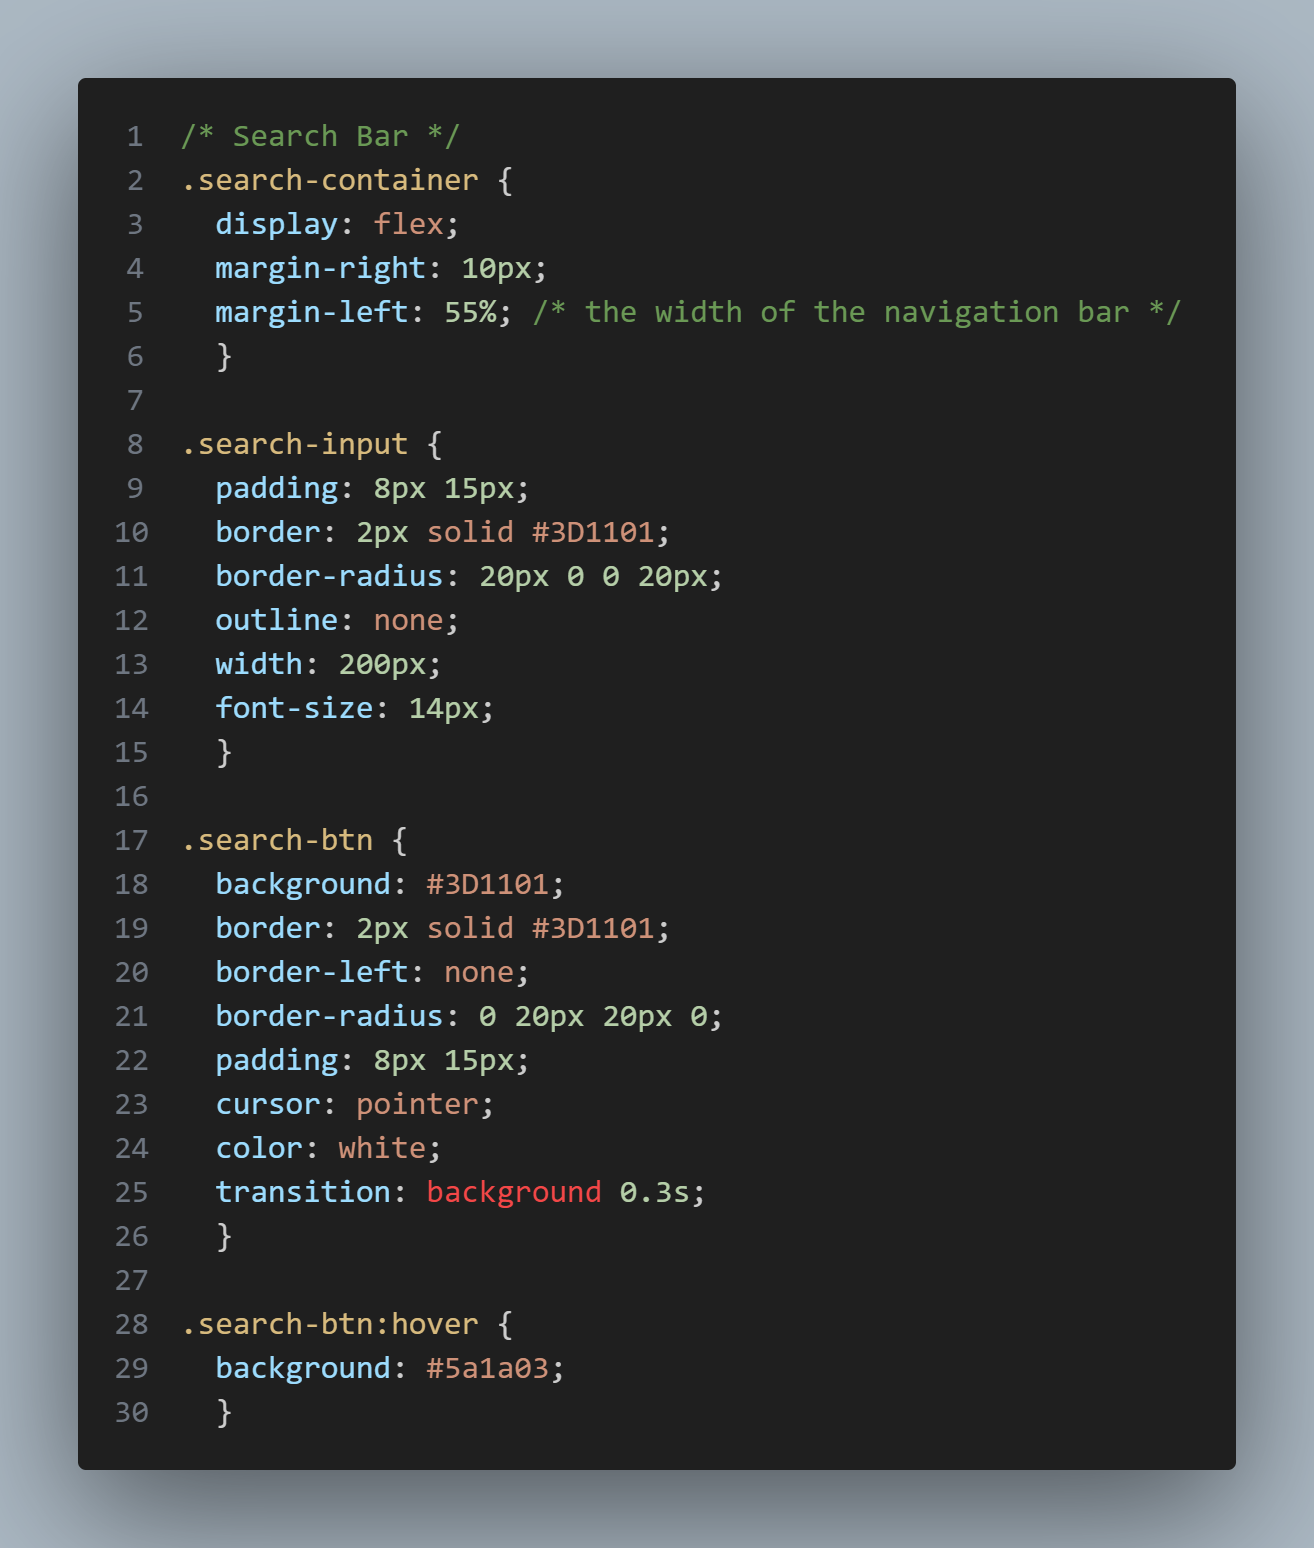 1 /* Search Bar */
2 .search-container {
3   display: flex;
4   margin-right: 10px;
5   margin-left: 55%; /* the width of the navigation bar */
6   }
7
8 .search-input {
9   padding: 8px 15px;
10   border: 2px solid #3D1101;
11   border-radius: 20px 0 0 20px;
12   outline: none;
13   width: 200px;
14   font-size: 14px;
15   }
16
17 .search-btn {
18   background: #3D1101;
19   border: 2px solid #3D1101;
20   border-left: none;
21   border-radius: 0 20px 20px 0;
22   padding: 8px 15px;
23   cursor: pointer;
24   color: white;
25   transition: background 0.3s;
26   }
27
28 .search-btn:hover {
29   background: #5a1a03;
30   }